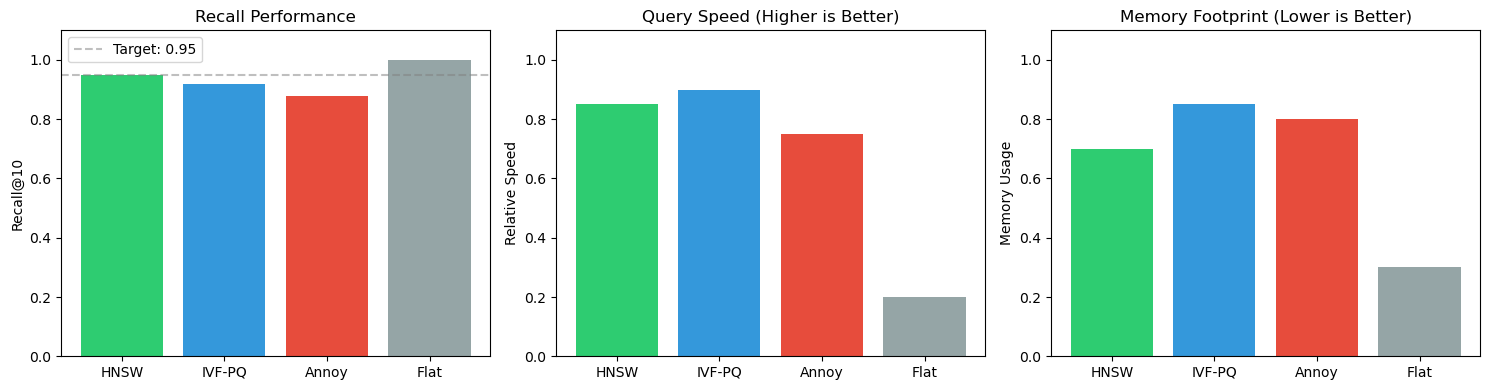 Recall Performance
Recall@10
1.0
0.8
0.6
0.4
0.2
0.0
Target: 0.95
HNSW IVF-PQ Annoy Flat
Query Speed (Higher is Better)
Relative Speed
1.0
0.8
0.6
0.4
0.2
0.0
HNSW IVF-PQ Annoy Flat
Memory Footprint (Lower is Better)
Memory Usage
1.0
0.8
0.6
0.4
0.2
0.0
HNSW IVF-PQ Annoy Flat